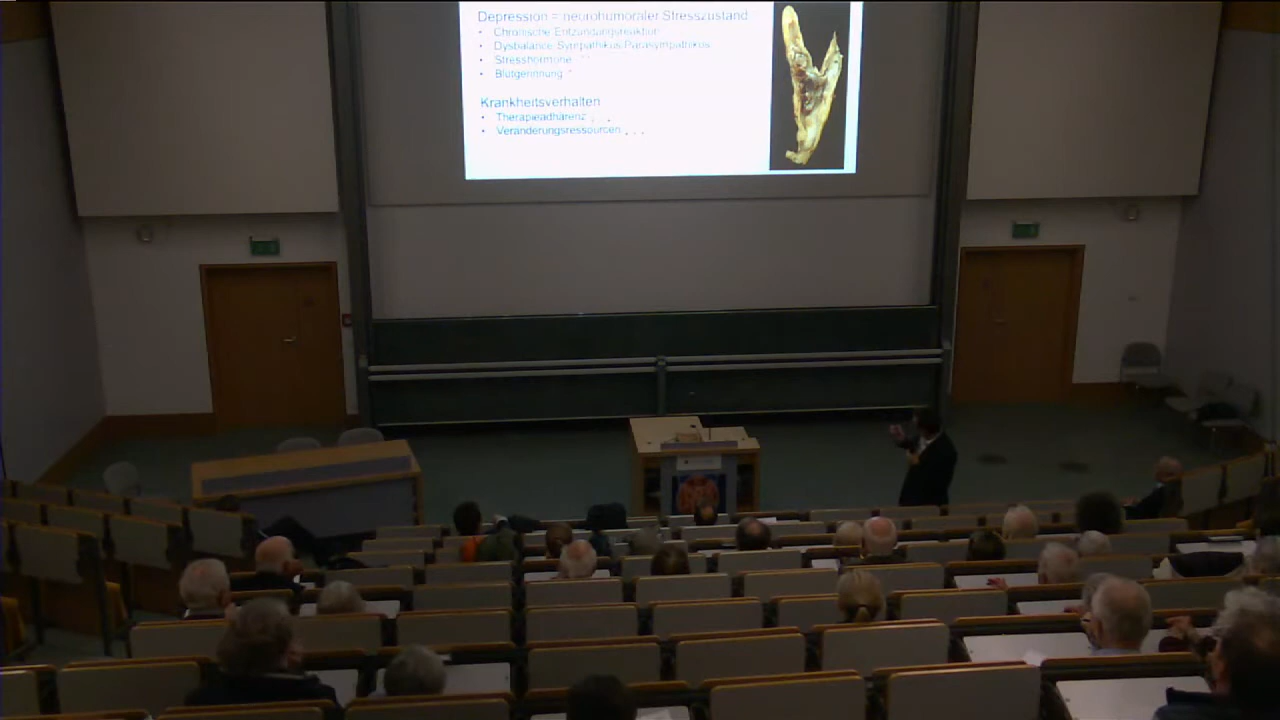 Depression = neurohumoraler Stresszustand
• Chronische Entzündungsreaktion
• Dysbalance Sympathikus/Parasympathikus
• Stresshormone
• Blutgerinnung
Krankheitsverhalten
• Therapieadhärenz
• Veränderungsressourcen